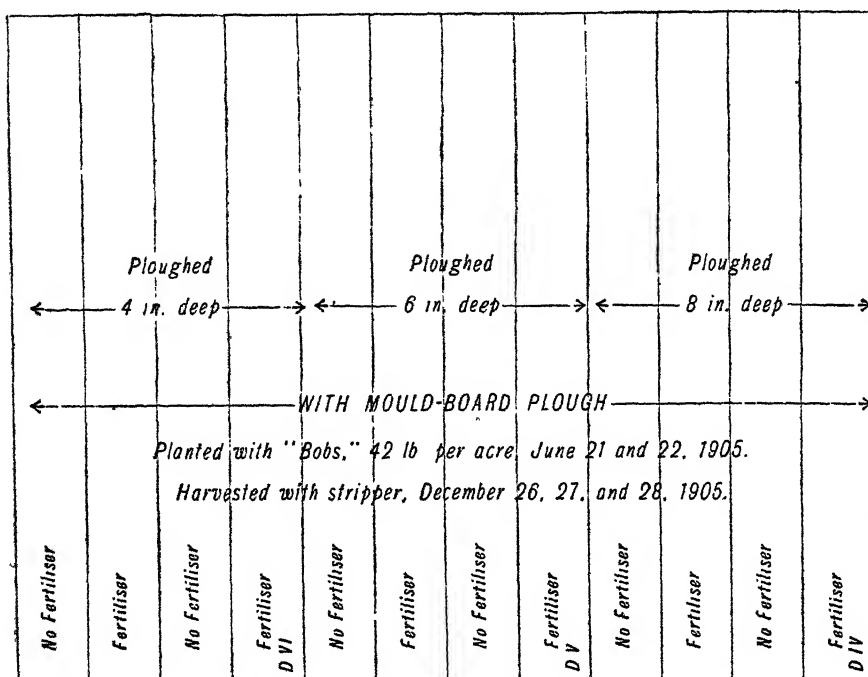 Ploughed
4 in. deep
Ploughed
6 in. deep
Ploughed
8 in. deep
WITH MOULD-BOARD PLOUGH
Planted with "Bobs," 42 lb per acre, June 21 and 22, 1905.
Harvested with stripper, December 26, 27, and 28, 1905.
No Fertiliser
Fertiliser
No Fertiliser
Fertiliser
D VI
No Fertiliser
Fertiliser
No Fertiliser
Fertiliser
D V
No Fertiliser
Fertiliser
No Fertiliser
Fertiliser
D IV